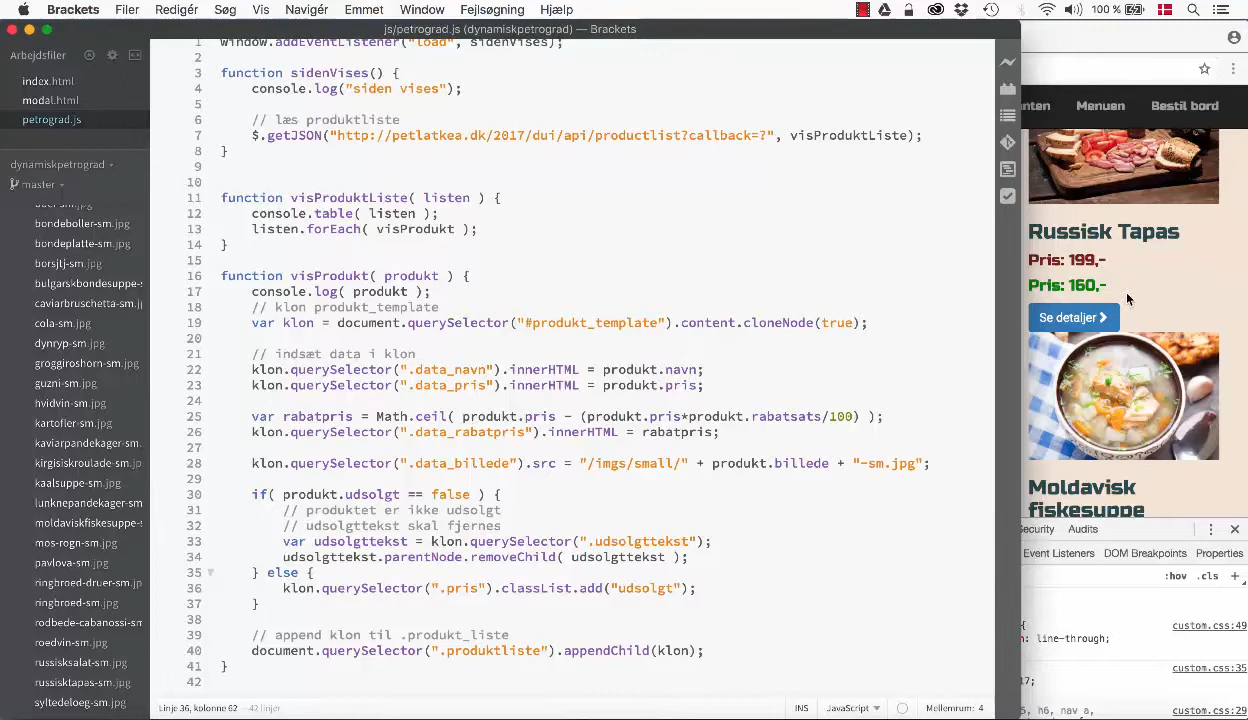 Brackets Filer Redigér Søg Vis Navigér Emmet Window Fejlsøgning Hjælp 100 %
js/petrograd.js (dynamiskpetrograd) — Brackets
Arbejdsfiler
index.html
modal.html
petrograd.js
dynamiskpetrograd
master
bondeboller-sm.jpg
bondeplatte-sm.jpg
borsjtj-sm.jpg
bulgarskbondesuppe-s
caviarbruschetta-sm.j
cola-sm.jpg
dynryp-sm.jpg
groggiroshorn-sm.jpg
guzni-sm.jpg
hvidvin-sm.jpg
kartofler-sm.jpg
kaviarpandekager-sm.
kirgisiskroulade-sm.jp
kaalsuppe-sm.jpg
lunknepandekager-sm
moldaviskfiskesuppe-s
mos-rogn-sm.jpg
pavlova-sm.jpg
ringbroed-druer-sm.jp
ringbroed-sm.jpg
rodbede-cabanossi-sm
roedvin-sm.jpg
russisksalat-sm.jpg
russisktapas-sm.jpg
syltedeloeg-sm.jpg
1 window.addEventListener("load", sidenVises);
2
3 function sidenVises() {
4 console.log("siden vises");
5
6 // læs produktliste
7 $.getJSON("http://petlatkea.dk/2017/dui/api/productlist?callback=?", visProduktListe);
8 }
9
10
11 function visProduktListe( listen ) {
12 console.table( listen );
13 listen.forEach( visProdukt );
14 }
15
16 function visProdukt( produkt ) {
17 console.log( produkt );
18 // klon produkt_template
19 var klon = document.querySelector("#produkt_template").content.cloneNode(true);
20
21 // indsæt data i klon
22 klon.querySelector(".data_navn").innerHTML = produkt.navn;
23 klon.querySelector(".data_pris").innerHTML = produkt.pris;
24
25 var rabatpris = Math.ceil( produkt.pris - (produkt.pris*produkt.rabatsats/100) );
26 klon.querySelector(".data_rabatpris").innerHTML = rabatpris;
27
28 klon.querySelector(".data_billede").src = "/imgs/small/" + produkt.billede + "-sm.jpg";
29
30 if( produkt.udsolgt == false ) {
31 // produktet er ikke udsolgt
32 // udsolgttekst skal fjernes
33 var udsolgttekst = klon.querySelector(".udsolgttekst");
34 udsolgttekst.parentNode.removeChild( udsolgttekst );
35 } else {
36 klon.querySelector(".pris").classList.add("udsolgt");
37 }
38
39 // append klon til .produkt_liste
40 document.querySelector(".produktliste").appendChild(klon);
41 }
42
Linje 36, kolonne 62 — 42 linjer
INS JavaScript Mellemrum: 4
nten Menuen Bestil bord
Russisk Tapas
Pris: 199,-
Pris: 160,-
Se detaljer
Moldavisk
fiskesuppe
Security Audits
Event Listeners DOM Breakpoints Properties
:hov .cls +
{ custom.css:49
n: line-through;
custom.css:35
17;
5, h6, nav a, custom.css:29